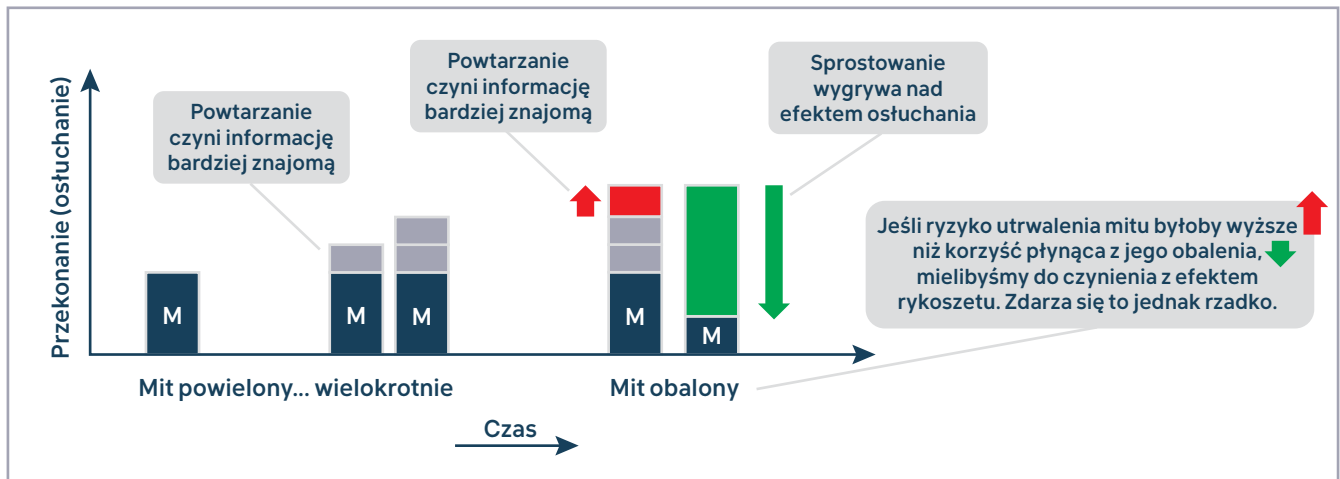 Przekonanie (osłuchanie)
Powtarzanie
czyni informację
bardziej znajomą
Powtarzanie
czyni informację
bardziej znajomą
Sprostowanie
wygrywa nad
efektem osłuchania
Jeśli ryzyko utrwalenia mitu byłoby wyższe
niż korzyść płynąca z jego obalenia,
mielibyśmy do czynienia z efektem
rykoszetu. Zdarza się to jednak rzadko.
M
M
M
M
M
Mit powielony... wielokrotnie
Mit obalony
Czas